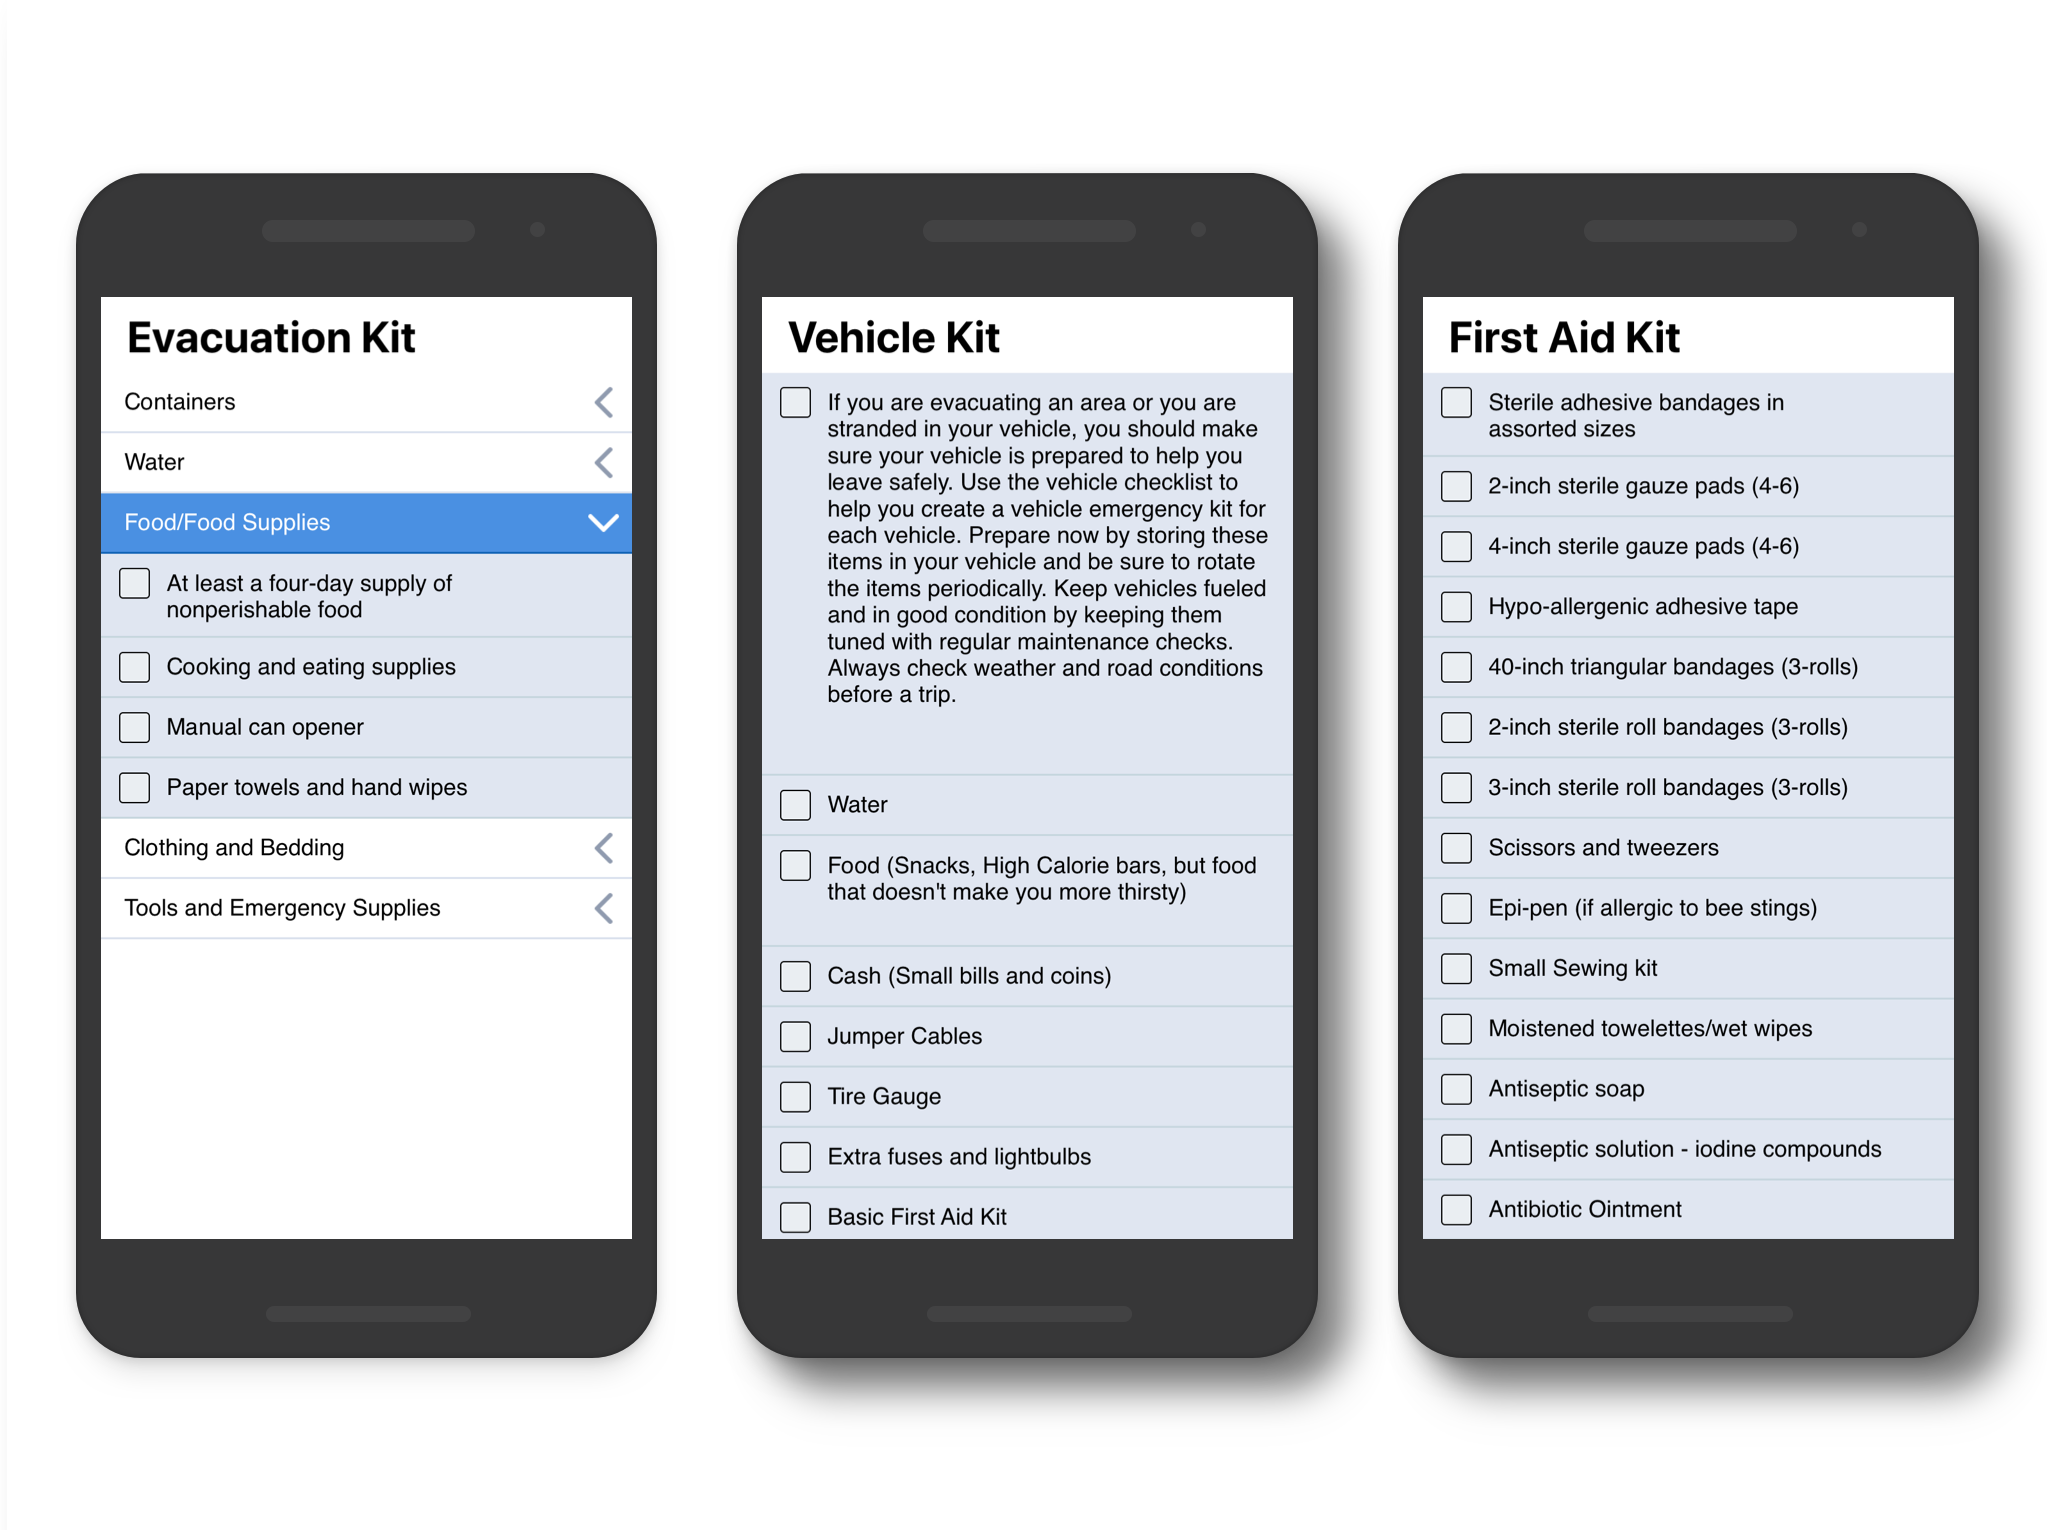 Evacuation Kit
Containers
Water
Food/Food Supplies
At least a four-day supply of
nonperishable food
Cooking and eating supplies
Manual can opener
Paper towels and hand wipes
Clothing and Bedding
Tools and Emergency Supplies
Vehicle Kit
If you are evacuating an area or you are
stranded in your vehicle, you should make
sure your vehicle is prepared to help you
leave safely. Use the vehicle checklist to
help you create a vehicle emergency kit for
each vehicle. Prepare now by storing these
items in your vehicle and be sure to rotate
the items periodically. Keep vehicles fueled
and in good condition by keeping them
tuned with regular maintenance checks.
Always check weather and road conditions
before a trip.
Water
Food (Snacks, High Calorie bars, but food
that doesn't make you more thirsty)
Cash (Small bills and coins)
Jumper Cables
Tire Gauge
Extra fuses and lightbulbs
Basic First Aid Kit
First Aid Kit
Sterile adhesive bandages in
assorted sizes
2-inch sterile gauze pads (4-6)
4-inch sterile gauze pads (4-6)
Hypo-allergenic adhesive tape
40-inch triangular bandages (3-rolls)
2-inch sterile roll bandages (3-rolls)
3-inch sterile roll bandages (3-rolls)
Scissors and tweezers
Epi-pen (if allergic to bee stings)
Small Sewing kit
Moistened towelettes/wet wipes
Antiseptic soap
Antiseptic solution - iodine compounds
Antibiotic Ointment